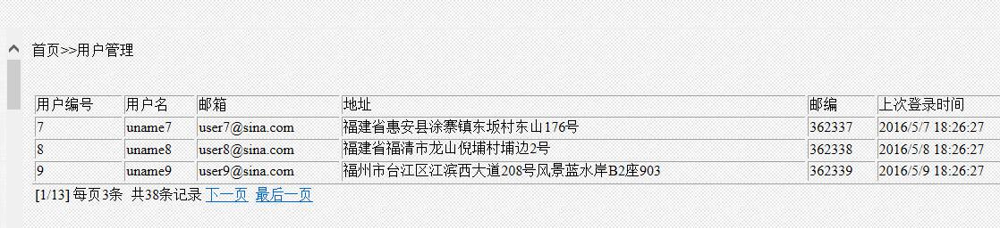 首页>>用户管理
用户编号 用户名 邮箱 地址 邮编 上次登录时间
7 uname7 user7@sina.com 福建省惠安县涂寨镇东坂村东山176号 362337 2016/5/7 18:26:27
8 uname8 user8@sina.com 福建省福清市龙山倪埔村埔边2号 362338 2016/5/8 18:26:27
9 uname9 user9@sina.com 福州市台江区江滨西大道208号风景蓝水岸B2座903 362339 2016/5/9 18:26:27
[1/13] 每页3条 共38条记录 下一页 最后一页